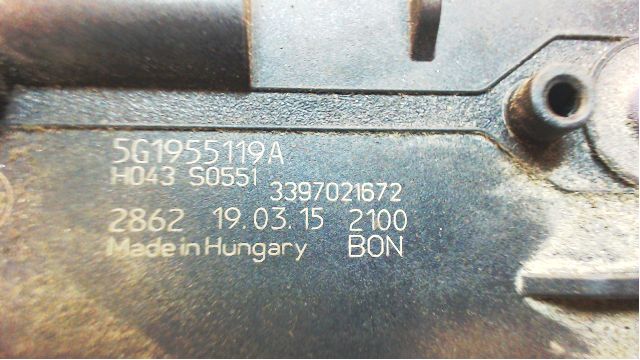 5G1955119A
H043 S0551
3397021672
2862 19.03.15 2100
Made in Hungary BON